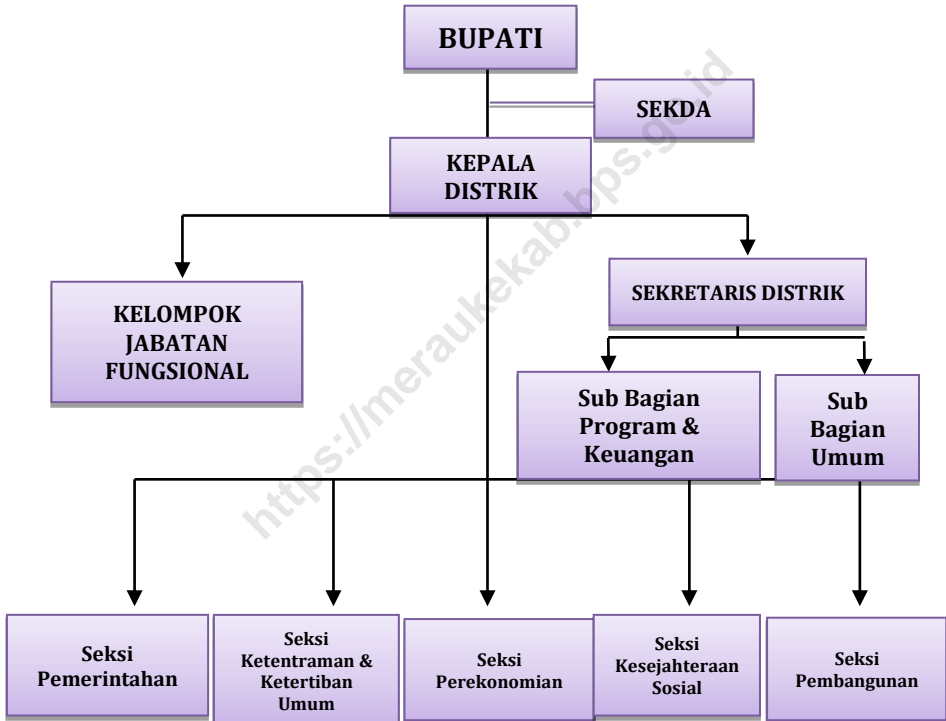 BUPATI
SEKDA
KEPALA
DISTRIK
KELOMPOK
JABATAN
FUNGSIONAL
SEKRETARIS DISTRIK
Sub Bagian
Program &
Keuangan
Sub
Bagian
Umum
Seksi
Pemerintahan
Seksi
Ketentraman &
Ketertiban
Umum
Seksi
Perekonomian
Seksi
Kesejahteraan
Sosial
Seksi
Pembangunan
https://meraukekab.bps.go.id